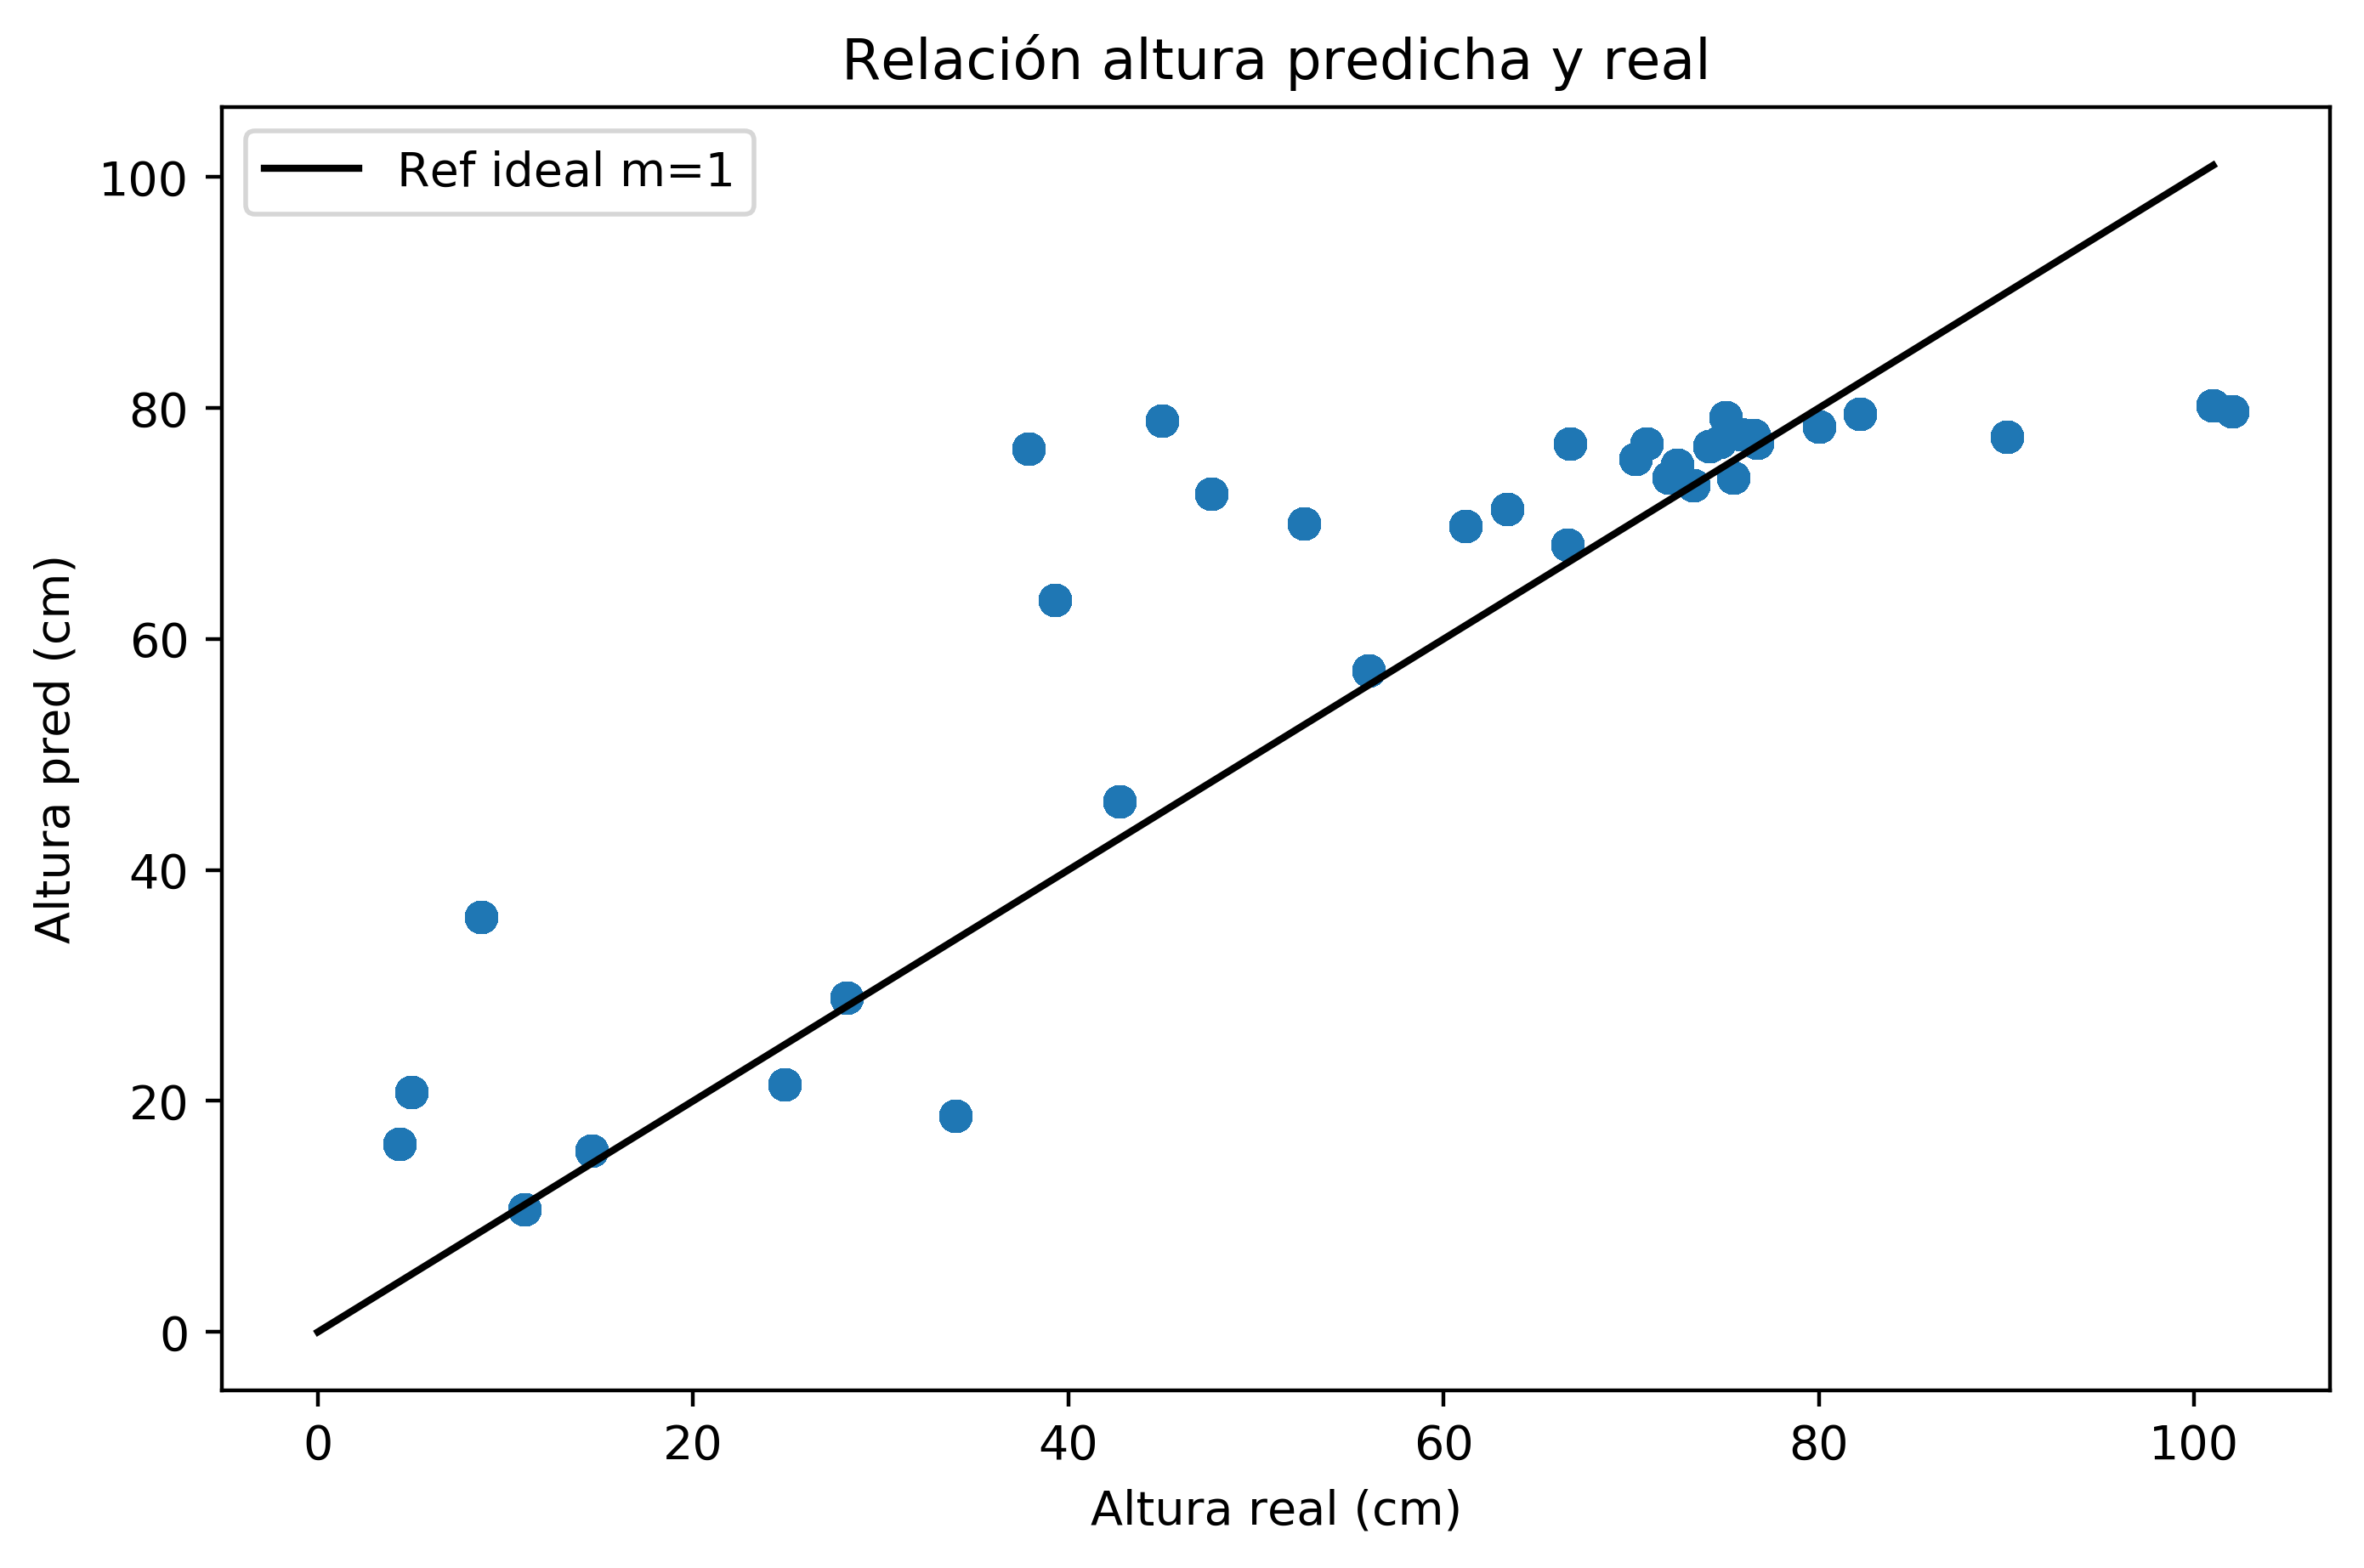 Relación altura predicha y real
Ref ideal m=1
Altura pred (cm)
100
80
60
40
20
0
0 20 40 60 80 100
Altura real (cm)